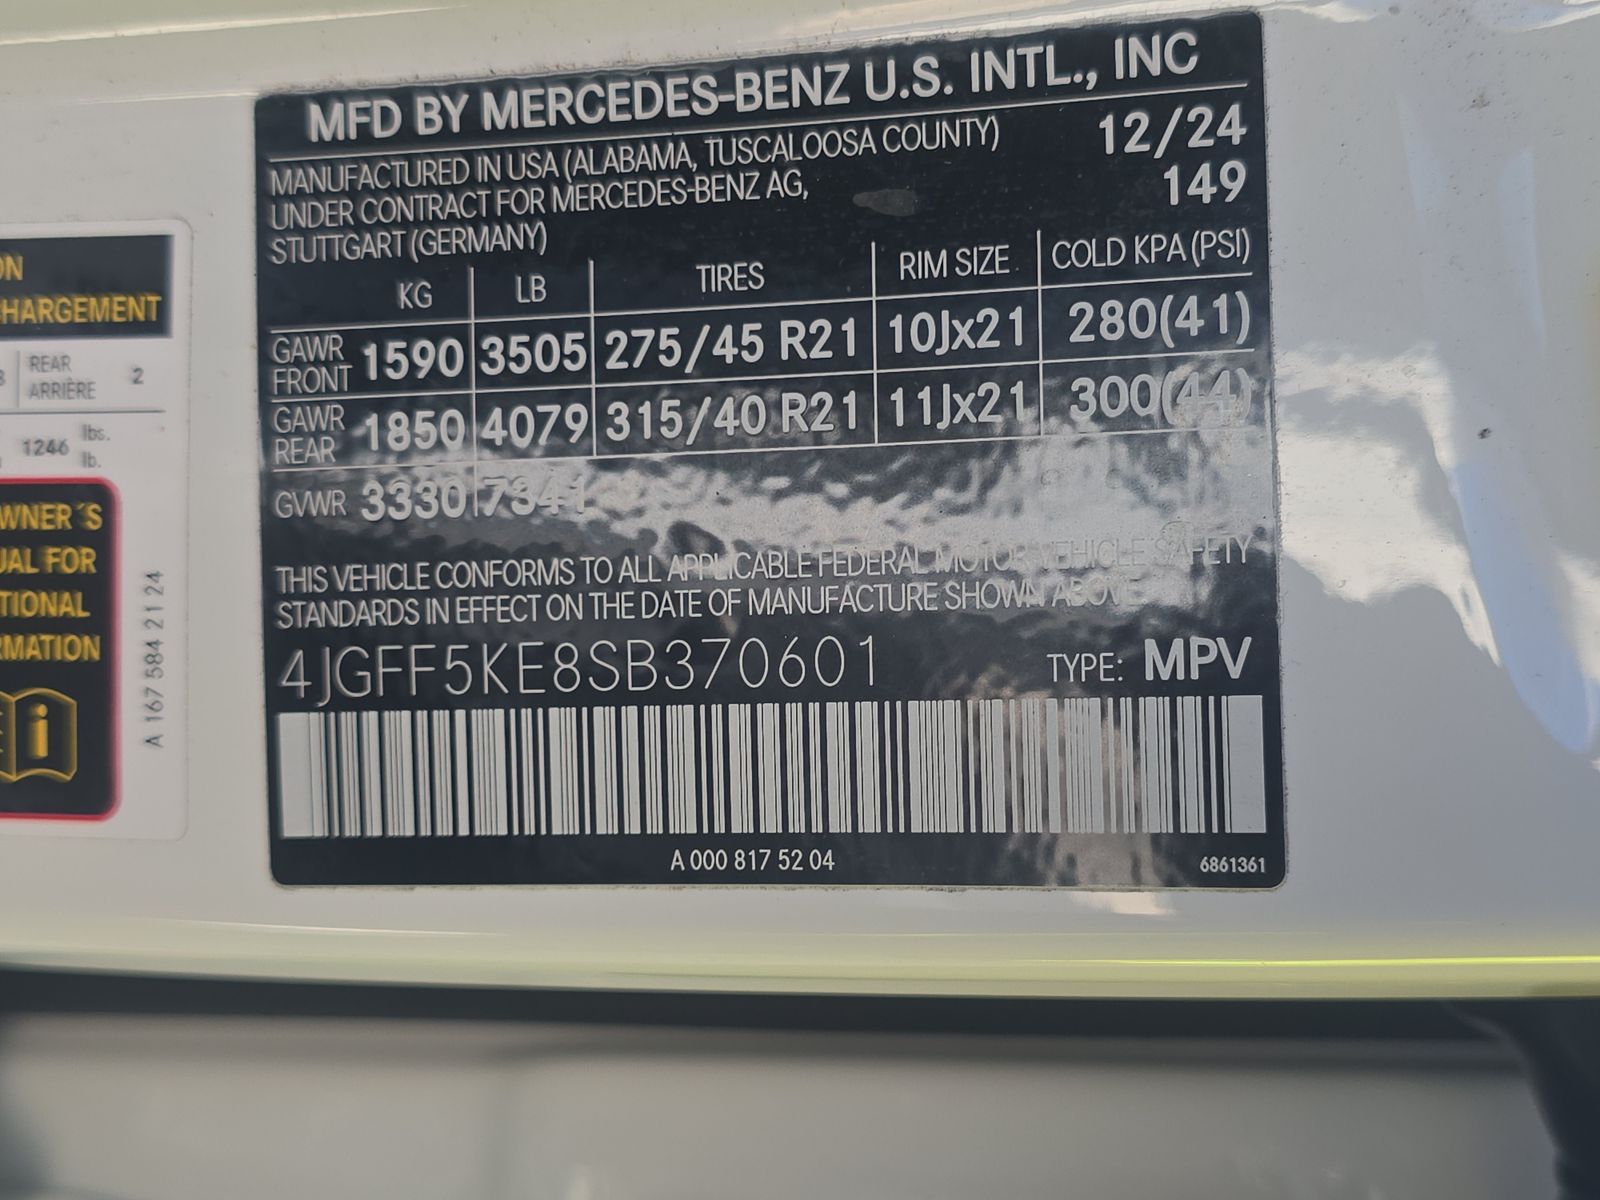 MFD BY MERCEDES-BENZ U.S. INTL., INC
MANUFACTURED IN USA (ALABAMA, TUSCALOOSA COUNTY)
UNDER CONTRACT FOR MERCEDES-BENZ AG,
STUTTGART (GERMANY)
12/24
149
KG LB TIRES RIM SIZE COLD KPA (PSI)
GAWR FRONT 1590 3505 275/45 R21 10Jx21 280(41)
GAWR REAR 1850 4079 315/40 R21 11Jx21 300(44)
GVWR 3330 7341
THIS VEHICLE CONFORMS TO ALL APPLICABLE FEDERAL MOTOR VEHICLE SAFETY
STANDARDS IN EFFECT ON THE DATE OF MANUFACTURE SHOWN ABOVE
4JGFF5KE8SB370601 TYPE: MPV
A 000 817 52 04 6861361
ON
CHARGEMENT
REAR
ARRIÈRE 2
1246 lbs.
lb.
WNER´S
UAL FOR
TIONAL
RMATION
i
A 167 584 21 24